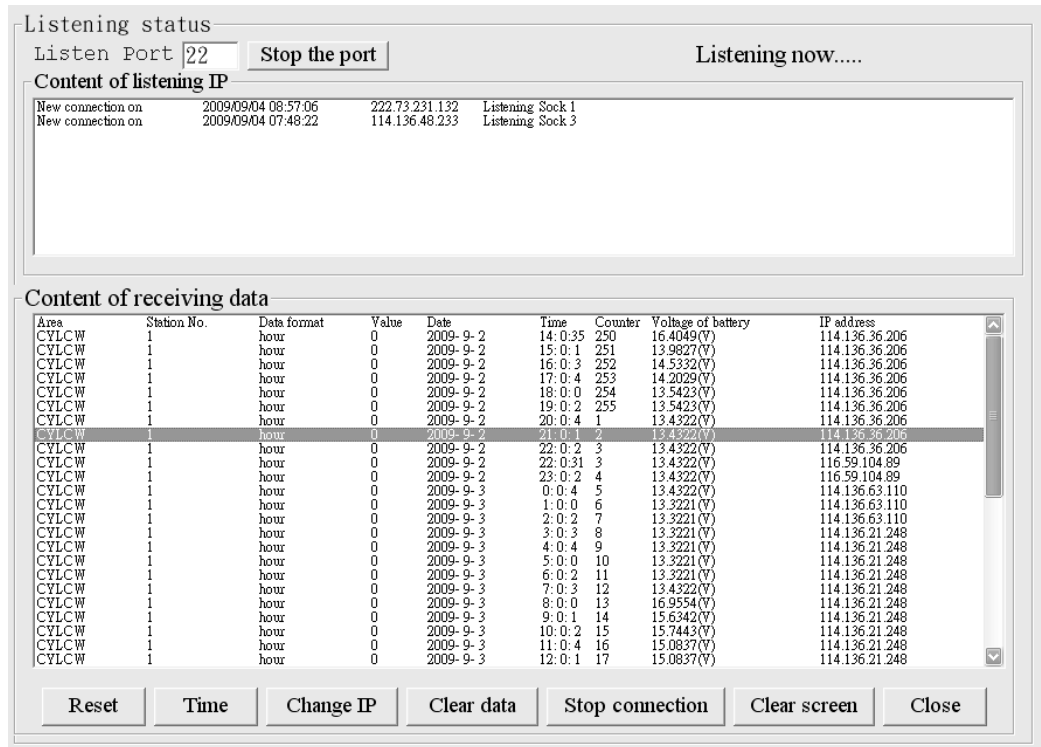 Listening status
Listen Port 22 Stop the port Listening now.....
Content of listening IP
New connection on 2009/09/04 08:57:06 222.73.231.132 Listening Sock 1
New connection on 2009/09/04 07:48:22 114.136.48.233 Listening Sock 3
Content of receiving data
Area Station No. Data format Value Date Time Counter Voltage of battery IP address
CYLCW 1 hour 0 2009- 9- 2 14: 0:35 250 16.4049(V) 114.136.36.206
CYLCW 1 hour 0 2009- 9- 2 15: 0: 1 251 13.9827(V) 114.136.36.206
CYLCW 1 hour 0 2009- 9- 2 16: 0: 3 252 14.5332(V) 114.136.36.206
CYLCW 1 hour 0 2009- 9- 2 17: 0: 4 253 14.2029(V) 114.136.36.206
CYLCW 1 hour 0 2009- 9- 2 18: 0: 0 254 13.5423(V) 114.136.36.206
CYLCW 1 hour 0 2009- 9- 2 19: 0: 2 255 13.5423(V) 114.136.36.206
CYLCW 1 hour 0 2009- 9- 2 20: 0: 4 1 13.4322(V) 114.136.36.206
CYLCW 1 hour 0 2009- 9- 2 21: 0: 1 2 13.4322(V) 114.136.36.206
CYLCW 1 hour 0 2009- 9- 2 22: 0: 2 3 13.4322(V) 114.136.36.206
CYLCW 1 hour 0 2009- 9- 2 22: 0:31 3 13.4322(V) 116.59.104.89
CYLCW 1 hour 0 2009- 9- 2 23: 0: 2 4 13.4322(V) 116.59.104.89
CYLCW 1 hour 0 2009- 9- 3 0: 0: 4 5 13.4322(V) 114.136.63.110
CYLCW 1 hour 0 2009- 9- 3 1: 0: 0 6 13.3221(V) 114.136.63.110
CYLCW 1 hour 0 2009- 9- 3 2: 0: 2 7 13.3221(V) 114.136.63.110
CYLCW 1 hour 0 2009- 9- 3 3: 0: 3 8 13.3221(V) 114.136.21.248
CYLCW 1 hour 0 2009- 9- 3 4: 0: 4 9 13.3221(V) 114.136.21.248
CYLCW 1 hour 0 2009- 9- 3 5: 0: 0 10 13.3221(V) 114.136.21.248
CYLCW 1 hour 0 2009- 9- 3 6: 0: 2 11 13.3221(V) 114.136.21.248
CYLCW 1 hour 0 2009- 9- 3 7: 0: 3 12 13.4322(V) 114.136.21.248
CYLCW 1 hour 0 2009- 9- 3 8: 0: 0 13 16.9554(V) 114.136.21.248
CYLCW 1 hour 0 2009- 9- 3 9: 0: 1 14 15.6342(V) 114.136.21.248
CYLCW 1 hour 0 2009- 9- 3 10: 0: 2 15 15.7443(V) 114.136.21.248
CYLCW 1 hour 0 2009- 9- 3 11: 0: 4 16 15.0837(V) 114.136.21.248
CYLCW 1 hour 0 2009- 9- 3 12: 0: 1 17 15.0837(V) 114.136.21.248
Reset Time Change IP Clear data Stop connection Clear screen Close